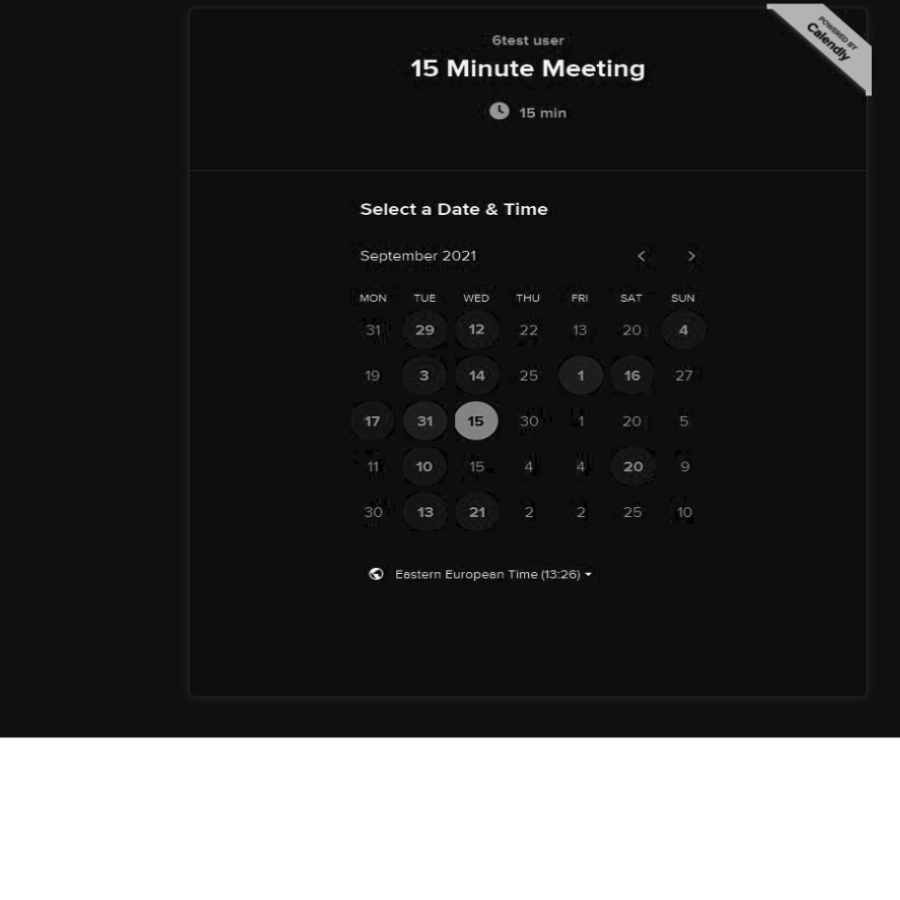 POWERED BY
Calendly
6test user
15 Minute Meeting
15 min
Select a Date & Time
September 2021
MON TUE WED THU FRI SAT SUN
31 29 12 22 13 20 4
19 3 14 25 1 16 27
17 31 15 30 1 20 5
11 10 15 4 4 20 9
30 13 21 2 2 25 10
Eastern European Time (13:26)